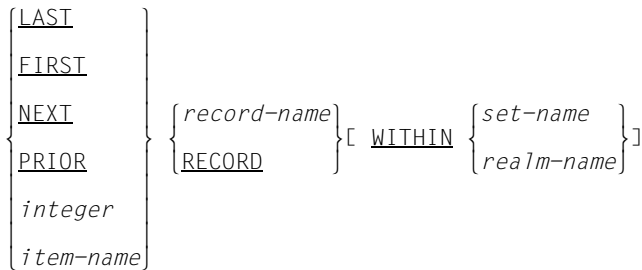 LAST
FIRST
NEXT
record-name
set-name
[ WITHIN ]
PRIOR
RECORD
realm-name
integer
item-name